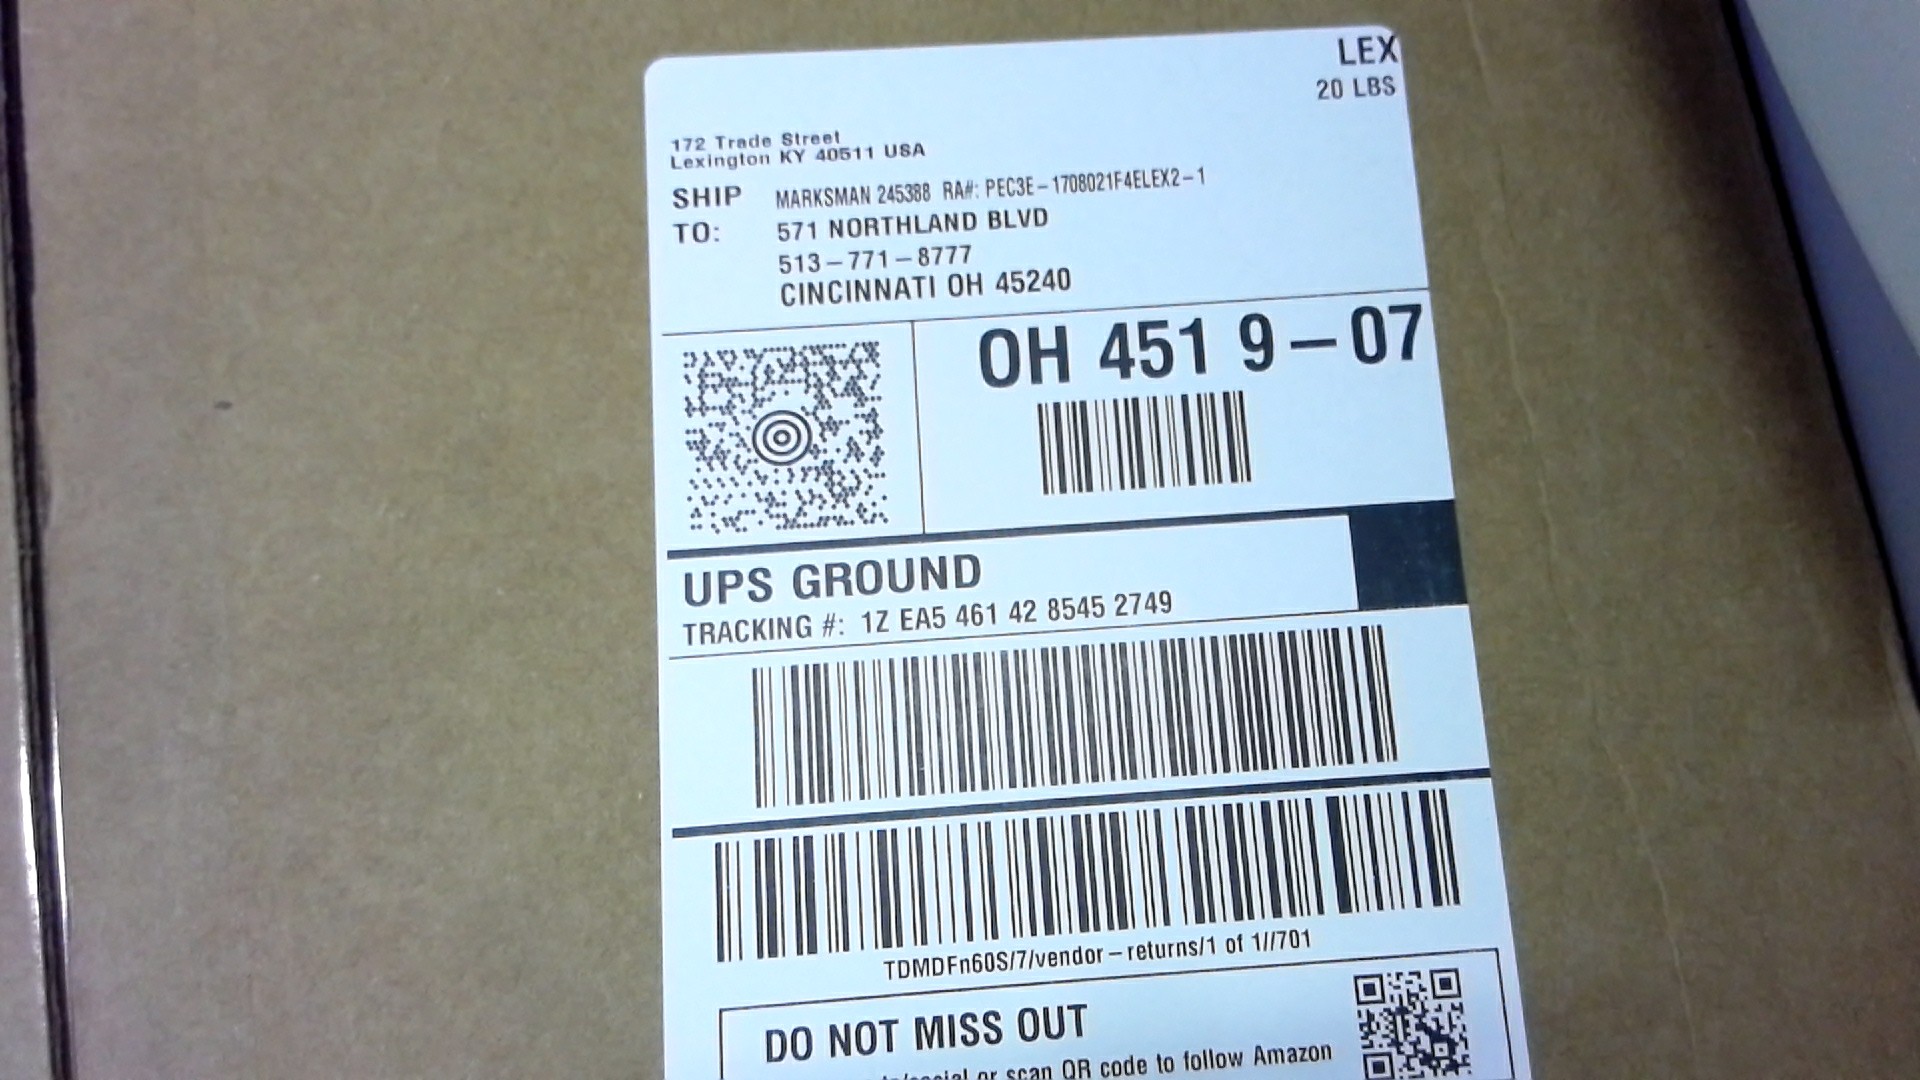 LEX
20 LBS
172 Trade Street
Lexington KY 40511 USA
SHIP TO:
MARKSMAN 245388 RA#: PEC3E-1708021F4ELEX2-1
571 NORTHLAND BLVD
513-771-8777
CINCINNATI OH 45240
OH 451 9-07
UPS GROUND
TRACKING #: 1Z EA5 461 42 8545 2749
TDMDFn60S/7/vendor-returns/1 of 1//701
DO NOT MISS OUT
or scan QR code to follow Amazon